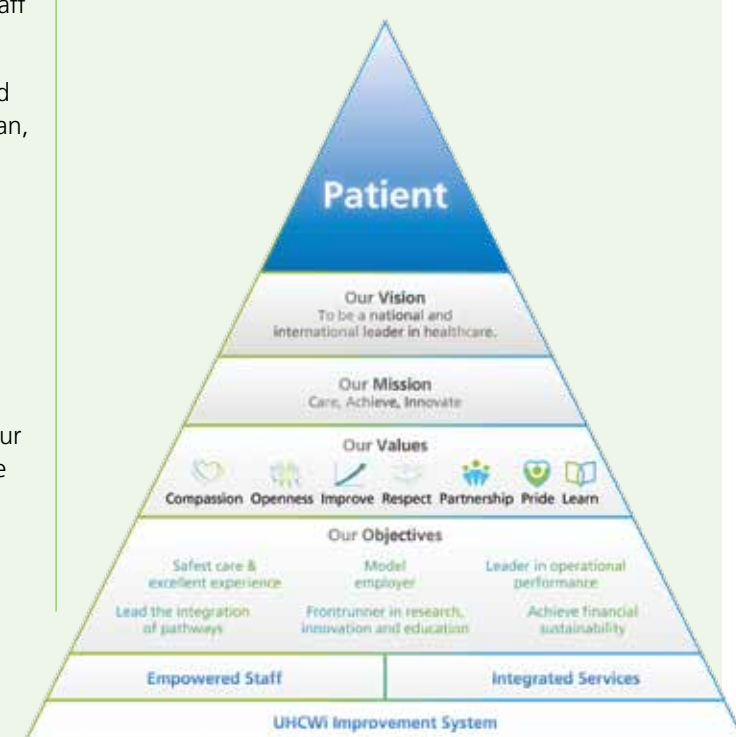 aff
d
an,
ur
e
Patient
Our Vision
To be a national and
international leader in healthcare.
Our Mission
Care, Achieve, Innovate
Our Values
Compassion Openness Improve Respect Partnership Pride Learn
Our Objectives
Safest care &
excellent experience
Model
employer
Leader in operational
performance
Lead the integration
of pathways
Frontrunner in research,
innovation and education
Achieve financial
sustainability
Empowered Staff
Integrated Services
UHCWi Improvement System